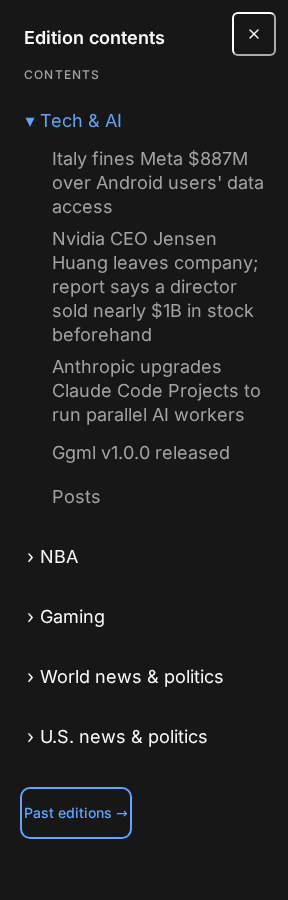 Edition contents
×
CONTENTS
▾ Tech & AI
Italy fines Meta $887M
over Android users' data
access
Nvidia CEO Jensen
Huang leaves company;
report says a director
sold nearly $1B in stock
beforehand
Anthropic upgrades
Claude Code Projects to
run parallel AI workers
Ggml v1.0.0 released
Posts
› NBA
› Gaming
› World news & politics
› U.S. news & politics
Past editions →